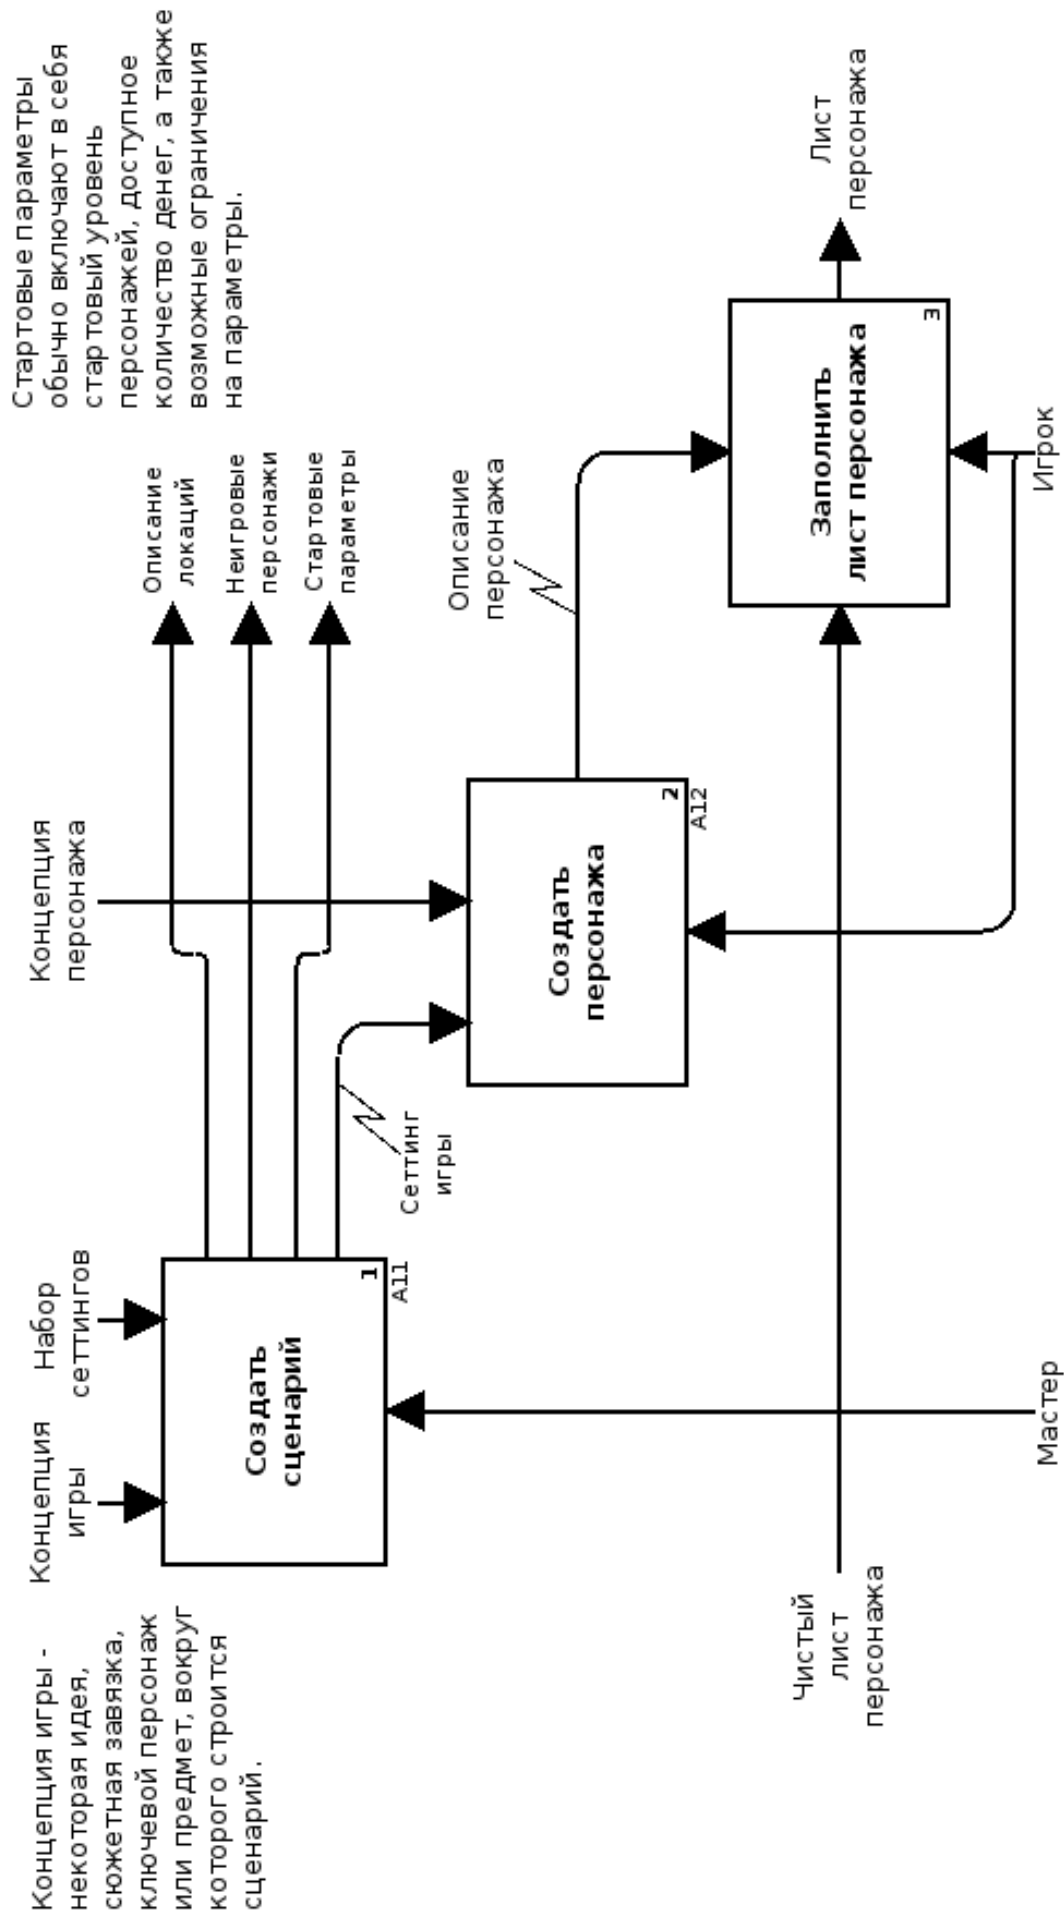 Концепция игры -
некоторая идея,
сюжетная завязка,
ключевой персонаж
или предмет, вокруг
которого строится
сценарий.
Концепция
игры
Набор
сеттингов
Концепция
персонажа
Стартовые параметры
обычно включают в себя
стартовый уровень
персонажей, доступное
количество денег, а также
возможные ограничения
на параметры.
Описание
локаций
Неигровые
персонажи
Стартовые
параметры
Создать
сценарий
1
А11
Сеттинг
игры
Описание
персонажа
Создать
персонажа
2
А12
Чистый
лист
персонажа
Заполнить
лист персонажа
3
Лист
персонажа
Мастер
Игрок